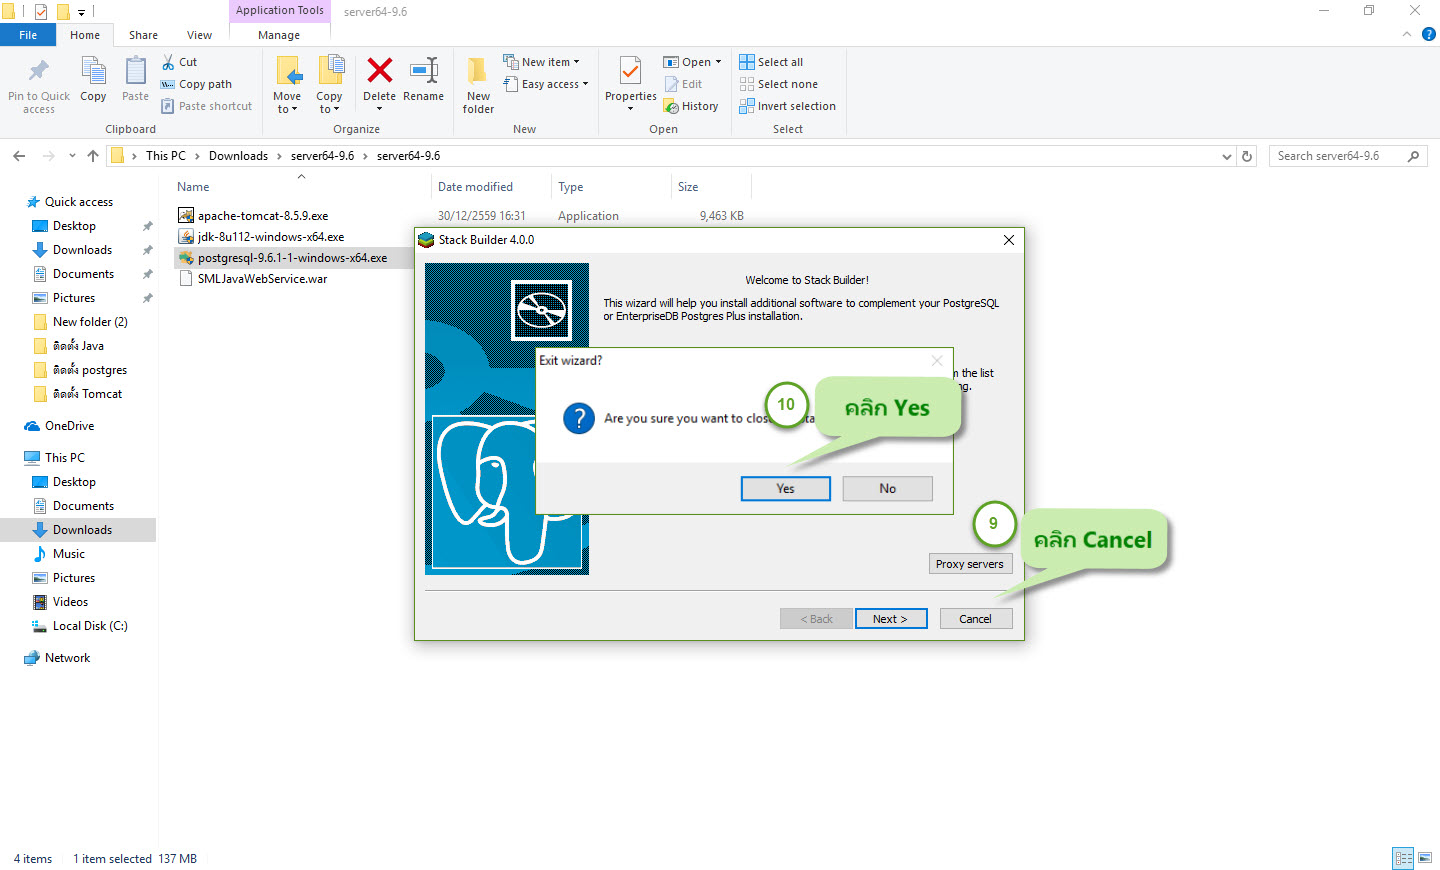 Application Tools
server64-9.6
File
Home
Share
View
Manage
Pin to Quick access
Copy
Paste
Cut
Copy path
Paste shortcut
Clipboard
Move to
Copy to
Delete
Rename
Organize
New folder
New item
Easy access
New
Properties
Open
Edit
History
Open
Select all
Select none
Invert selection
Select
This PC > Downloads > server64-9.6 > server64-9.6
Search server64-9.6
Quick access
Desktop
Downloads
Documents
Pictures
New folder (2)
ติดตั้ง Java
ติดตั้ง postgres
ติดตั้ง Tomcat
OneDrive
This PC
Desktop
Documents
Downloads
Music
Pictures
Videos
Local Disk (C:)
Network
Name
Date modified
Type
Size
apache-tomcat-8.5.9.exe
30/12/2559 16:31
Application
9,463 KB
jdk-8u112-windows-x64.exe
postgresql-9.6.1-1-windows-x64.exe
SMLJavaWebService.war
Stack Builder 4.0.0
Welcome to Stack Builder!
This wizard will help you install additional software to complement your PostgreSQL
or EnterpriseDB Postgres Plus installation.
the list
Exit wizard?
Are you sure you want to close
10
คลิก Yes
Yes
No
9
คลิก Cancel
Proxy servers
< Back
Next >
Cancel
4 items
1 item selected 137 MB